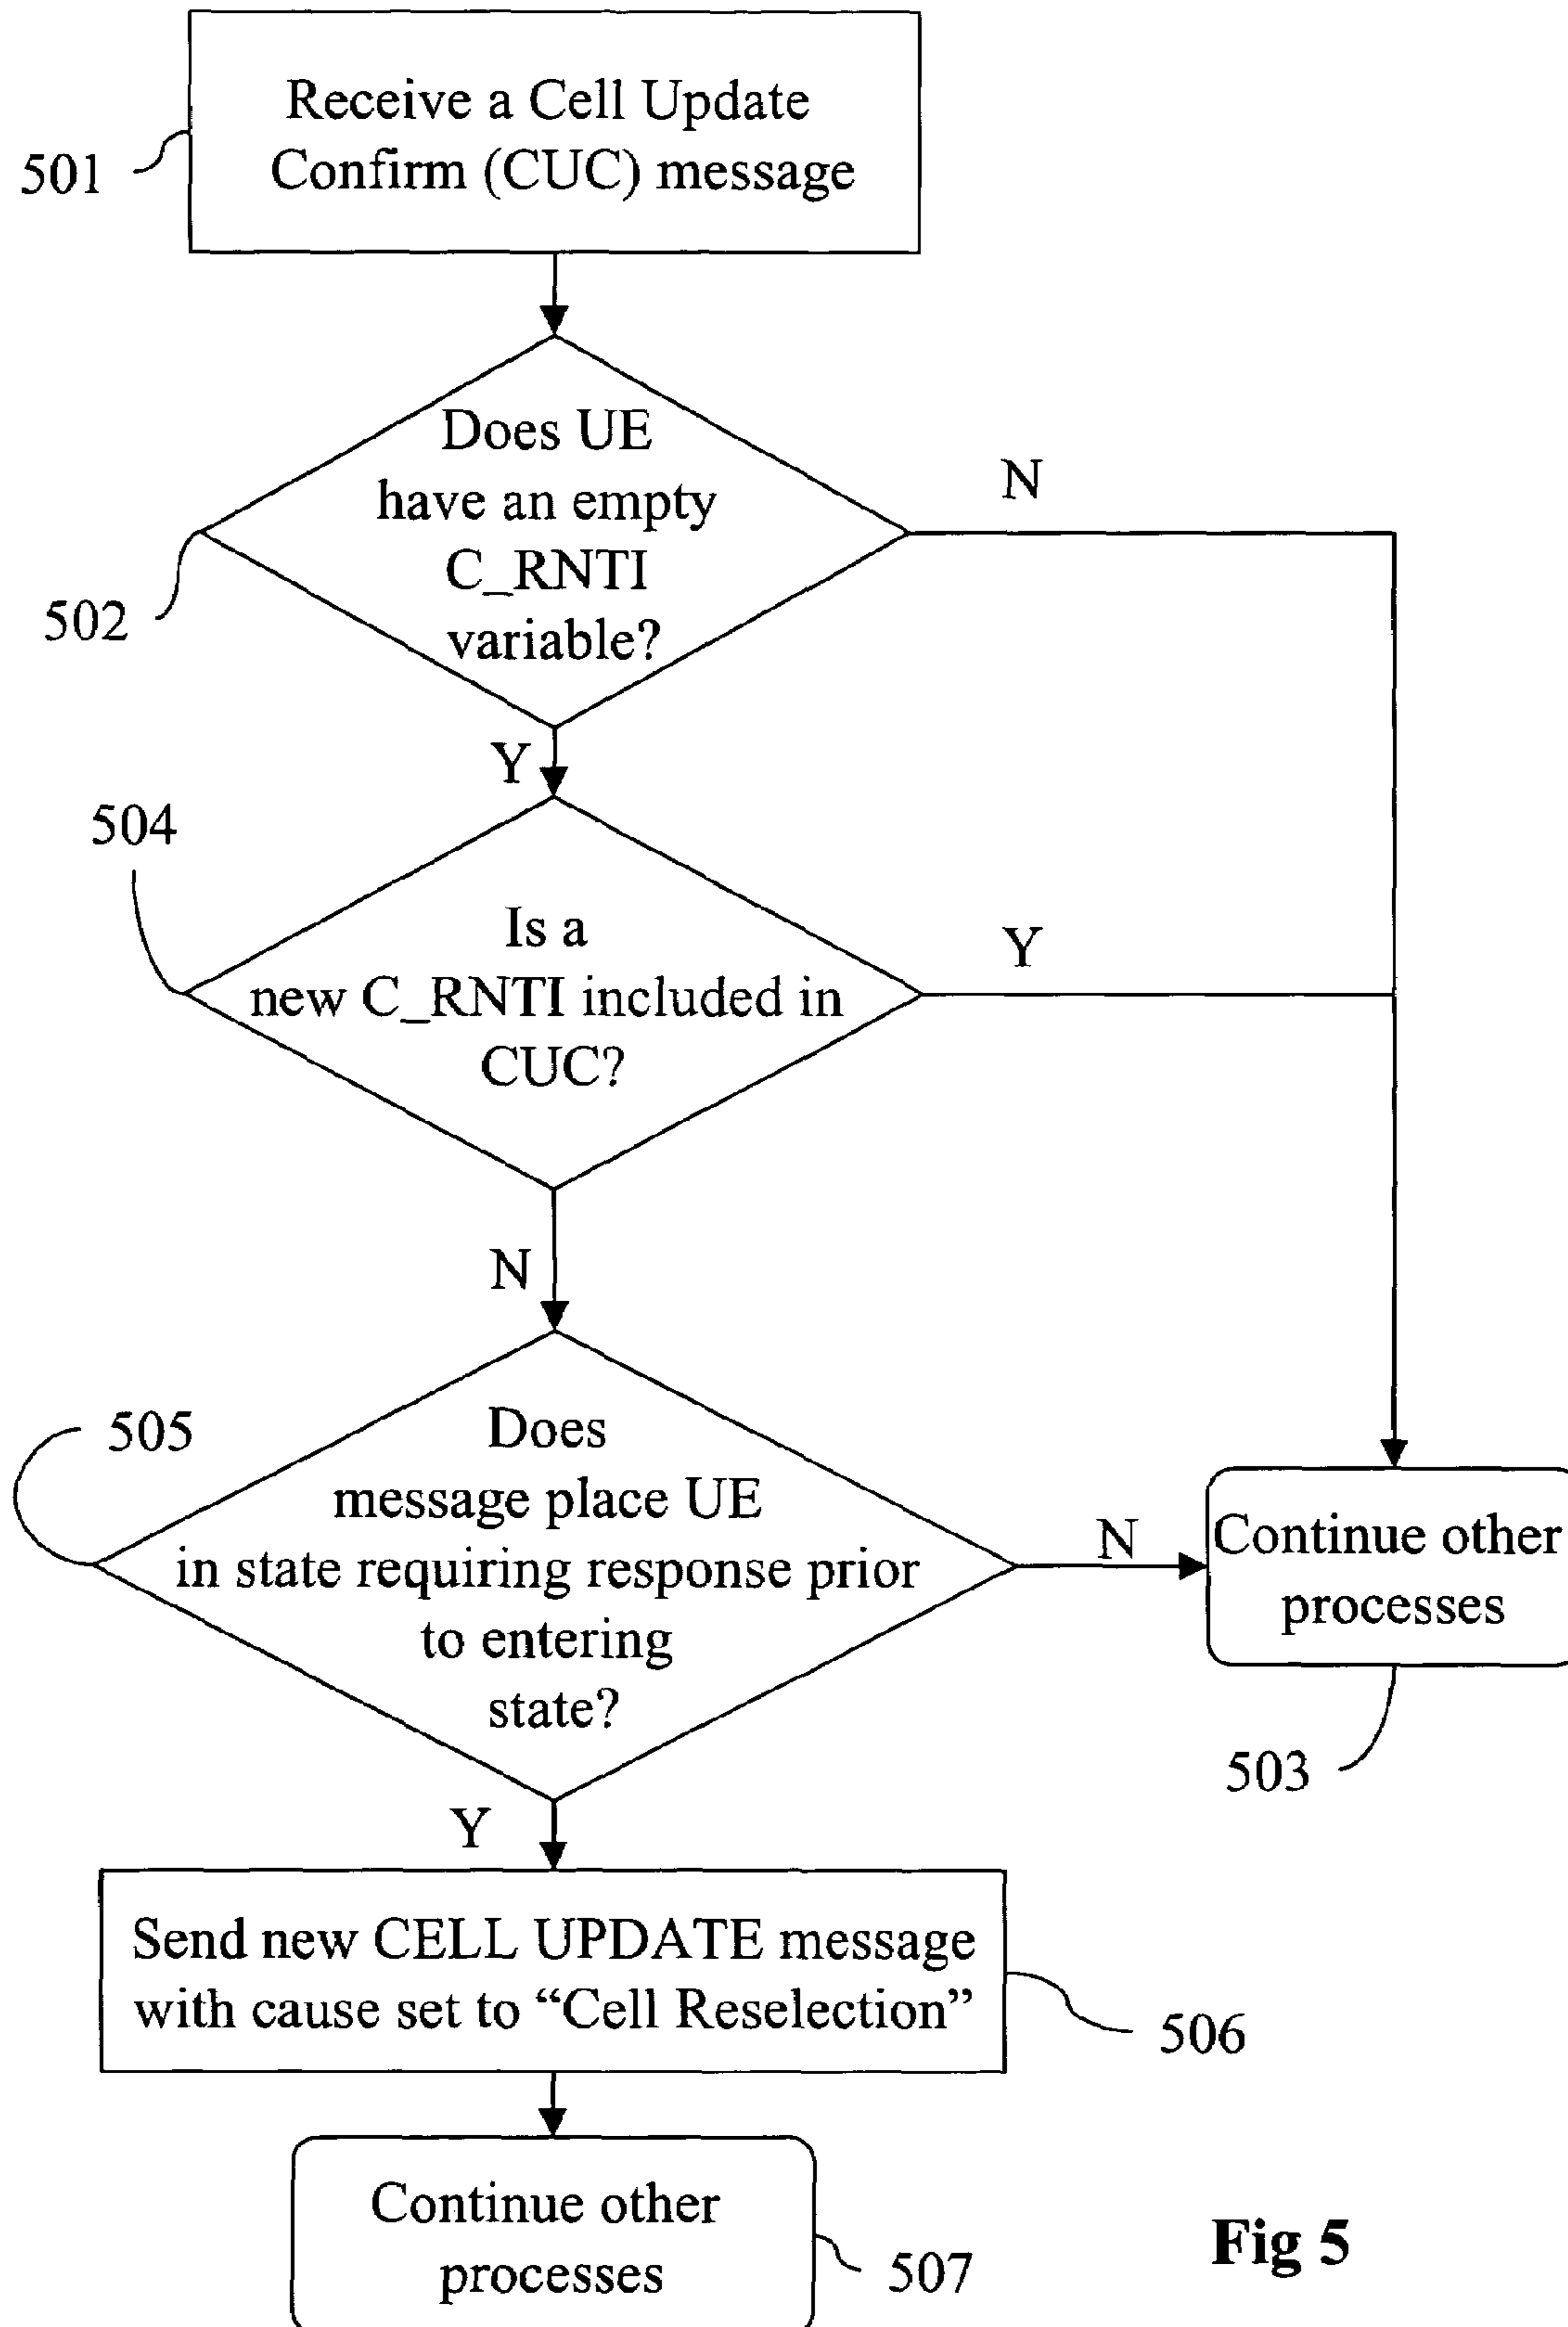 Receive a Cell Update
Confirm (CUC) message
501
Does UE
have an empty
C_RNTI
variable?
N
502
Y
504
Is a
new C_RNTI included in
CUC?
Y
N
505
Does
message place UE
in state requiring response prior
to entering
state?
N
Continue other
processes
503
Y
Send new CELL UPDATE message
with cause set to “Cell Reselection”
506
Continue other
processes
507
Fig 5